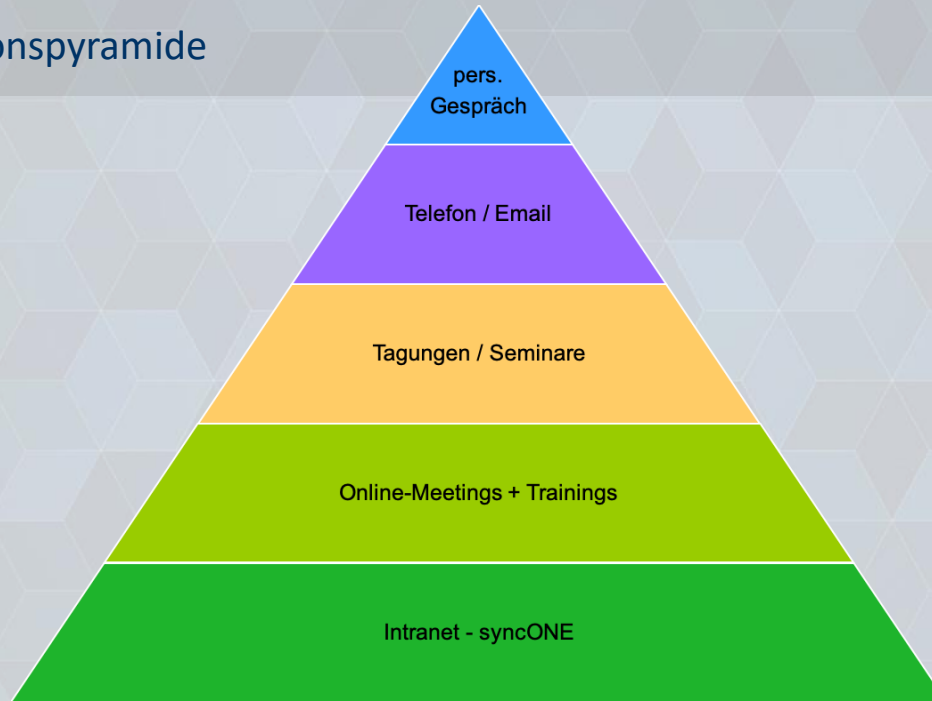 onspyramide
pers.
Gespräch
Telefon / Email
Tagungen / Seminare
Online-Meetings + Trainings
Intranet - syncONE